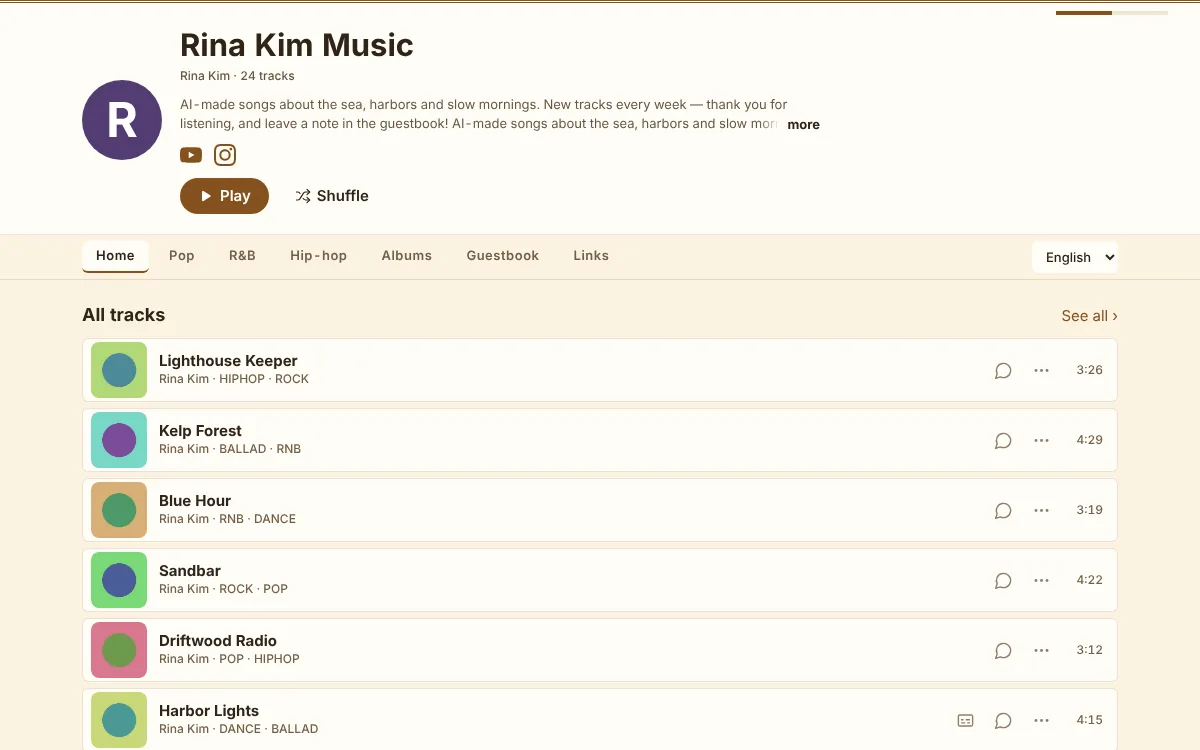 Rina Kim Music
Rina Kim · 24 tracks
R
AI-made songs about the sea, harbors and slow mornings. New tracks every week — thank you for
listening, and leave a note in the guestbook! AI-made songs about the sea, harbors and slow mor more
Play Shuffle
Home Pop R&B Hip-hop Albums Guestbook Links English
All tracks See all ›
Lighthouse Keeper
Rina Kim · HIPHOP · ROCK
3:26
Kelp Forest
Rina Kim · BALLAD · RNB
4:29
Blue Hour
Rina Kim · RNB · DANCE
3:19
Sandbar
Rina Kim · ROCK · POP
4:22
Driftwood Radio
Rina Kim · POP · HIPHOP
3:12
Harbor Lights
Rina Kim · DANCE · BALLAD
4:15